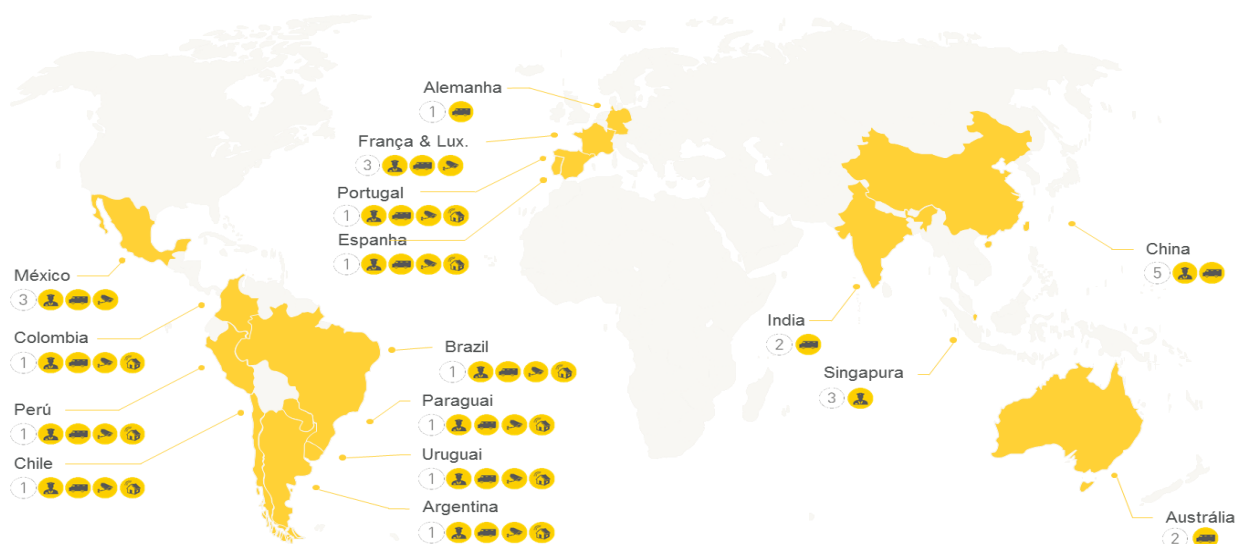 Alemanha
1
França & Lux.
3
Portugal
1
Espanha
1
México
3
Colombia
1
Perú
1
Chile
1
Brazil
1
Paraguai
1
Uruguai
1
Argentina
1
China
5
India
2
Singapura
3
Austrália
2